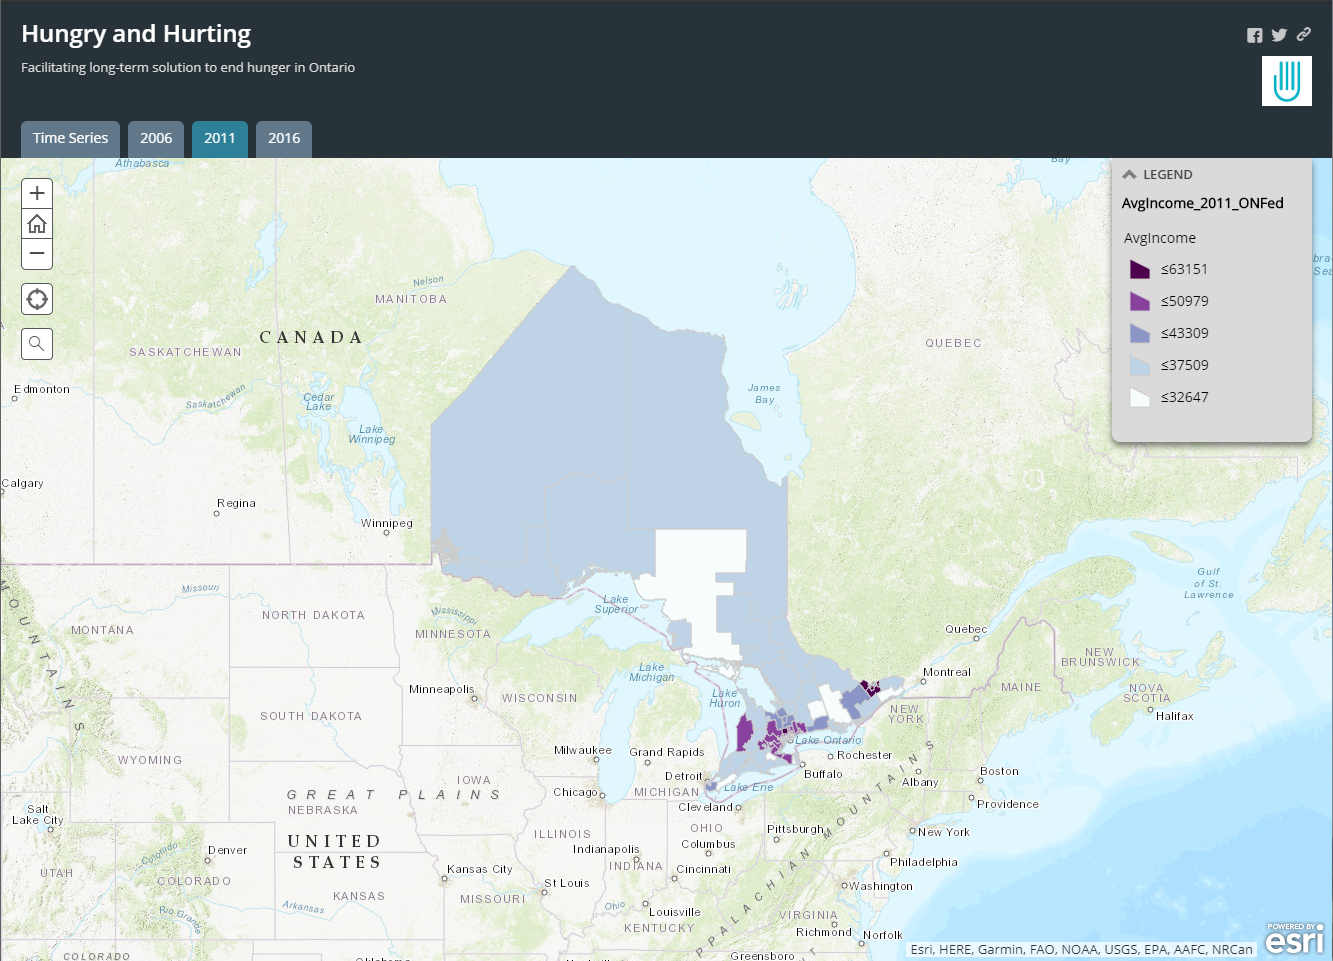 Hungry and Hurting
Facilitating long-term solution to end hunger in Ontario
Time Series
2006
2011
2016
LEGEND
AvgIncome_2011_ONFed
AvgIncome
≤63151
≤50979
≤43309
≤37509
≤32647
Athabasca
Bay
Nelson
MANITOBA
CANADA
SASKATCHEWAN
QUEBEC
Edmonton
Saskatchewan
Cedar
Lake
James
Bay
Lake
Winnipeg
Calgary
Regina
Winnipeg
Gulf
of St.
Lawrence
Missouri
Lake
Superior
NORTH DAKOTA
Mississippi
MONTANA
MINNESOTA
Quebec
MOUNTAINS
NEW
BRUNSWICK
Lake
Michigan
Montreal
Minneapolis
WISCONSIN
Lake
Huron
MAINE
NOVA
SCOTIA
Halifax
SOUTH DAKOTA
NEW
YORK
Lake Ontario
Milwaukee
Grand Rapids
Rochester
WYOMING
Detroit
Buffalo
Albany
Boston
IOWA
GREAT PLAINS
Chicago
MICHIGAN
Lake Erie
NEBRASKA
Cleveland
Providence
Salt
Lake City
UNITED
STATES
ILLINOIS
OHIO
Columbus
Pittsburgh
New York
Denver
Indianapolis
Philadelphia
UTAH
Colorado
COLORADO
Kansas City
INDIANA
Cincinnati
St Louis
Washington
KANSAS
MISSOURI
Arkansas
Rio Grande
Ohio
Louisville
KENTUCKY
APPALACHIAN MOUNTAINS
VIRGINIA
Richmond
Norfolk
COLORADO
Oklahoma
Nashville
Greensboro
Esri, HERE, Garmin, FAO, NOAA, USGS, EPA, AAFC, NRCan
POWERED BY
esri